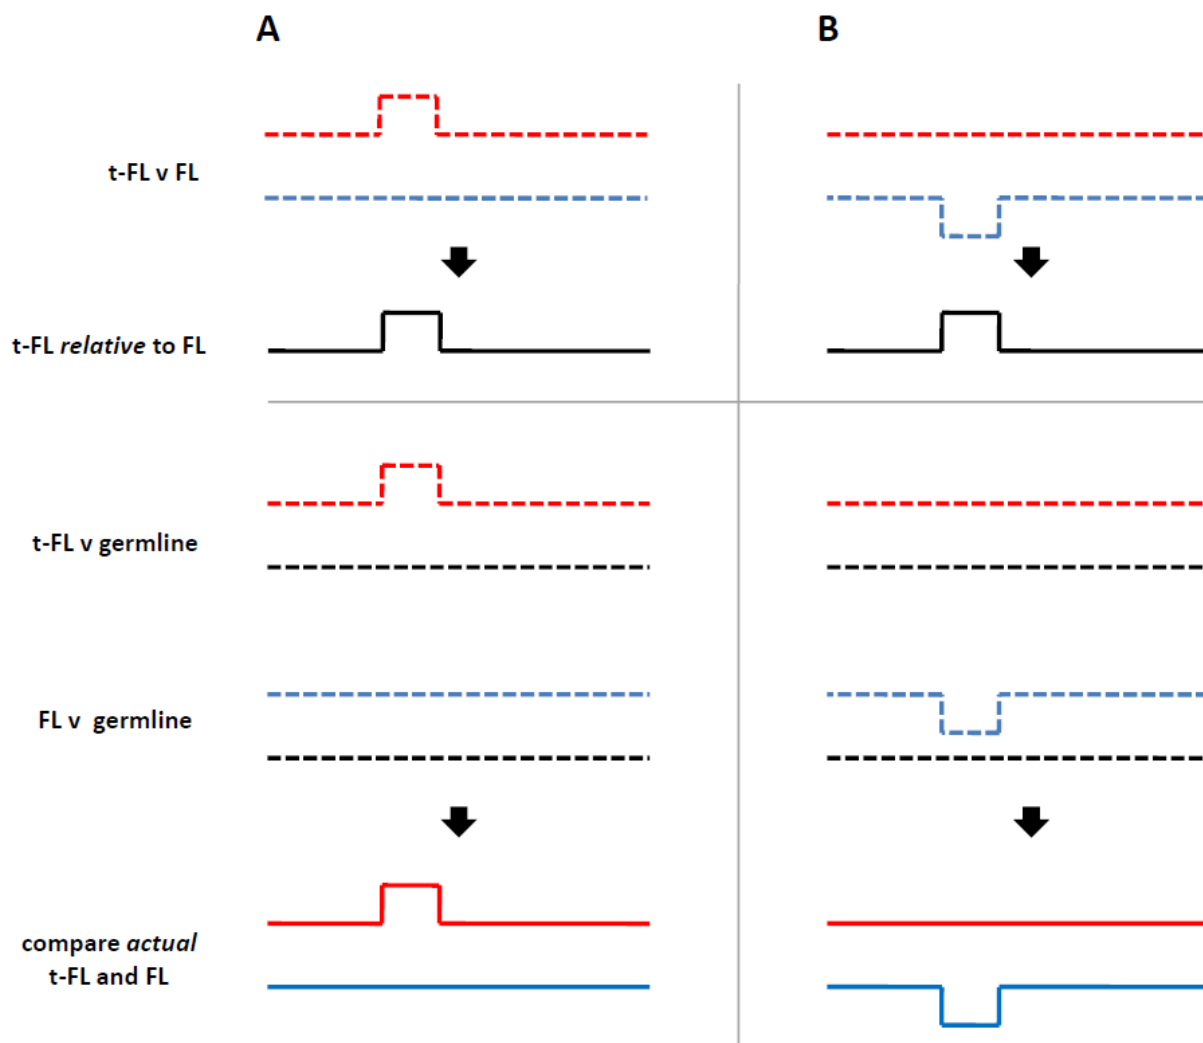 A
B
t-FL v FL
t-FL relative to FL
t-FL v germline
FL v germline
compare actual
t-FL and FL